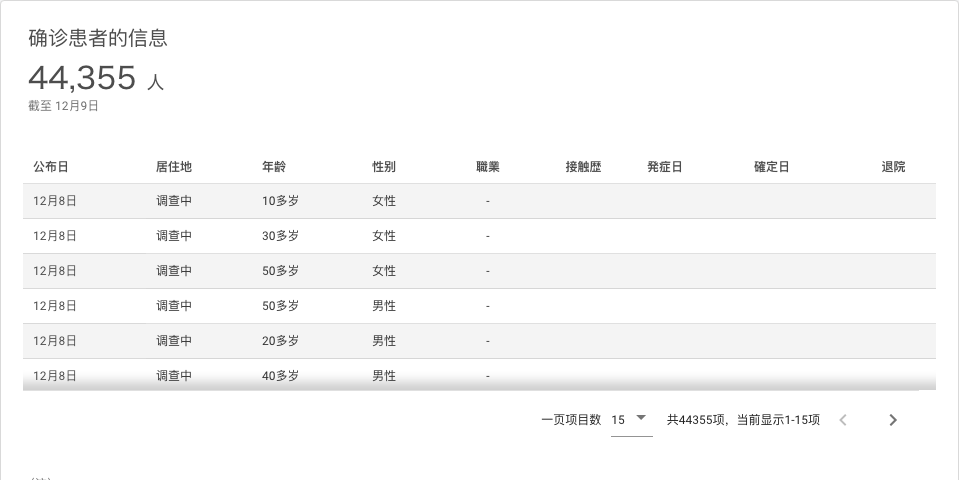 确诊患者的信息
44,355 人
截至 12月9日
公布日 居住地 年龄 性别 職業 接触歴 発症日 確定日 退院
12月8日 调查中 10多岁 女性 -
12月8日 调查中 30多岁 女性 -
12月8日 调查中 50多岁 女性 -
12月8日 调查中 50多岁 男性 -
12月8日 调查中 20多岁 男性 -
12月8日 调查中 40多岁 男性 -
一页项目数 15 共44355项，当前显示1-15项